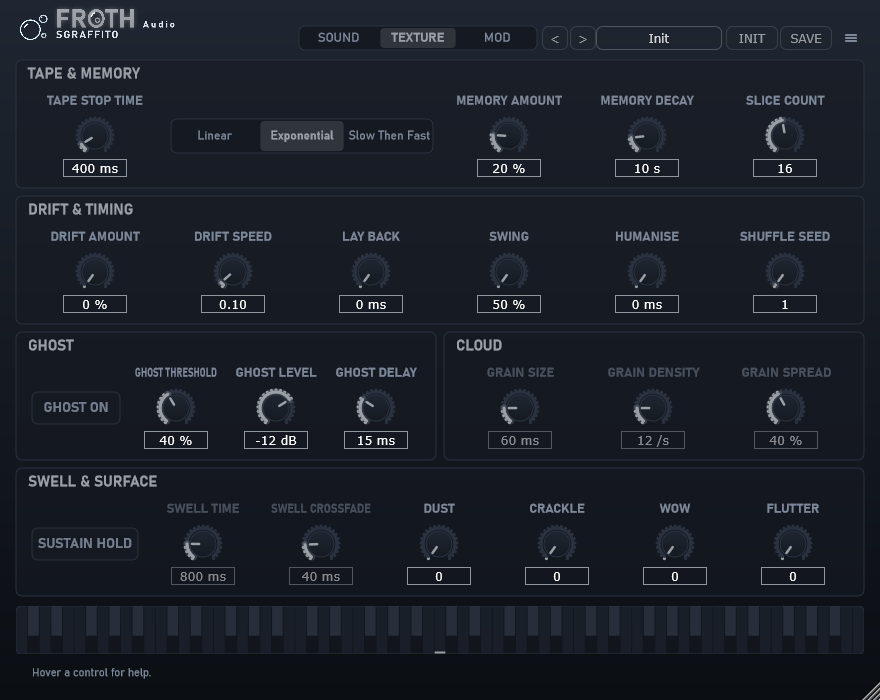 FROTH Audio
SGRAFFITO
SOUND TEXTURE MOD < > Init INIT SAVE
TAPE & MEMORY
TAPE STOP TIME MEMORY AMOUNT MEMORY DECAY SLICE COUNT
Linear Exponential Slow Then Fast
400 ms 20 % 10 s 16
DRIFT & TIMING
DRIFT AMOUNT DRIFT SPEED LAY BACK SWING HUMANISE SHUFFLE SEED
0 % 0.10 0 ms 50 % 0 ms 1
GHOST
GHOST THRESHOLD GHOST LEVEL GHOST DELAY
GHOST ON
40 % -12 dB 15 ms
CLOUD
GRAIN SIZE GRAIN DENSITY GRAIN SPREAD
60 ms 12 /s 40 %
SWELL & SURFACE
SWELL TIME SWELL CROSSFADE DUST CRACKLE WOW FLUTTER
SUSTAIN HOLD
800 ms 40 ms 0 0 0 0
Hover a control for help.